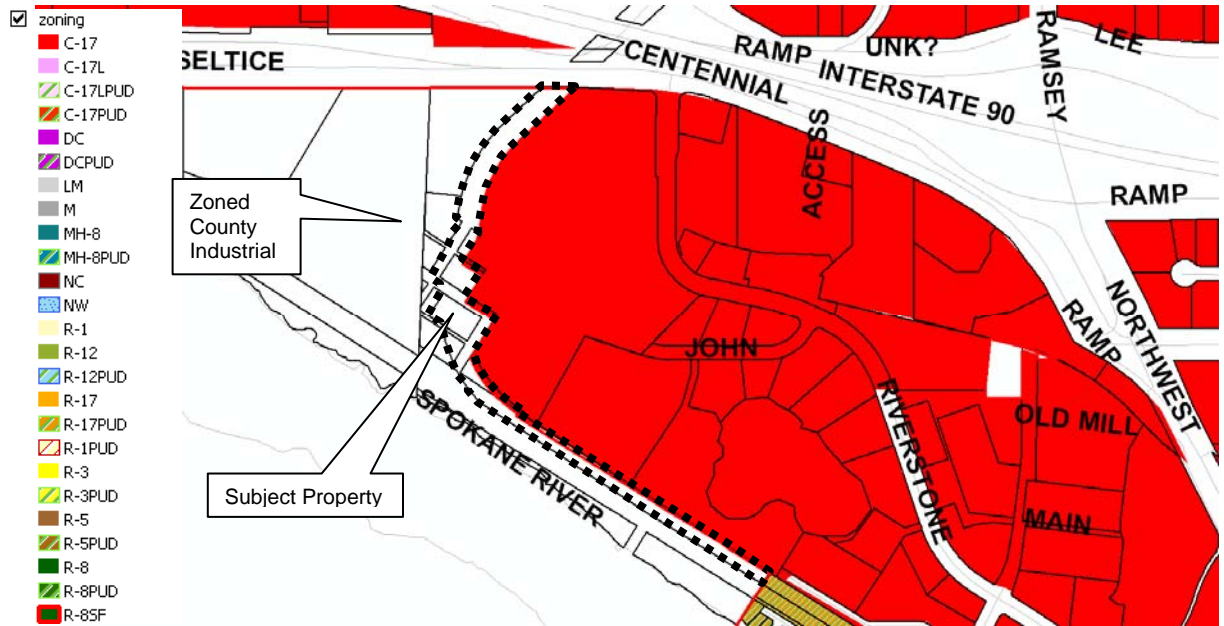 zoning
C-17
C-17L
C-17LPUD
C-17PUD
DC
DCPUD
LM
M
MH-8
MH-8PUD
NC
NW
R-1
R-12
R-12PUD
R-17
R-17PUD
R-1PUD
R-3
R-3PUD
R-5
R-5PUD
R-8
R-8PUD
R-8SF
SELTICE
CENTENNIAL
RAMP
INTERSTATE 90
UNK?
LEE
RAMSEY
ACCESS
RAMP
Zoned
County
Industrial
NORTHWEST
RAMP
JOHN
RIVERSTONE
OLD MILL
MAIN
SPOKANE RIVER
Subject Property